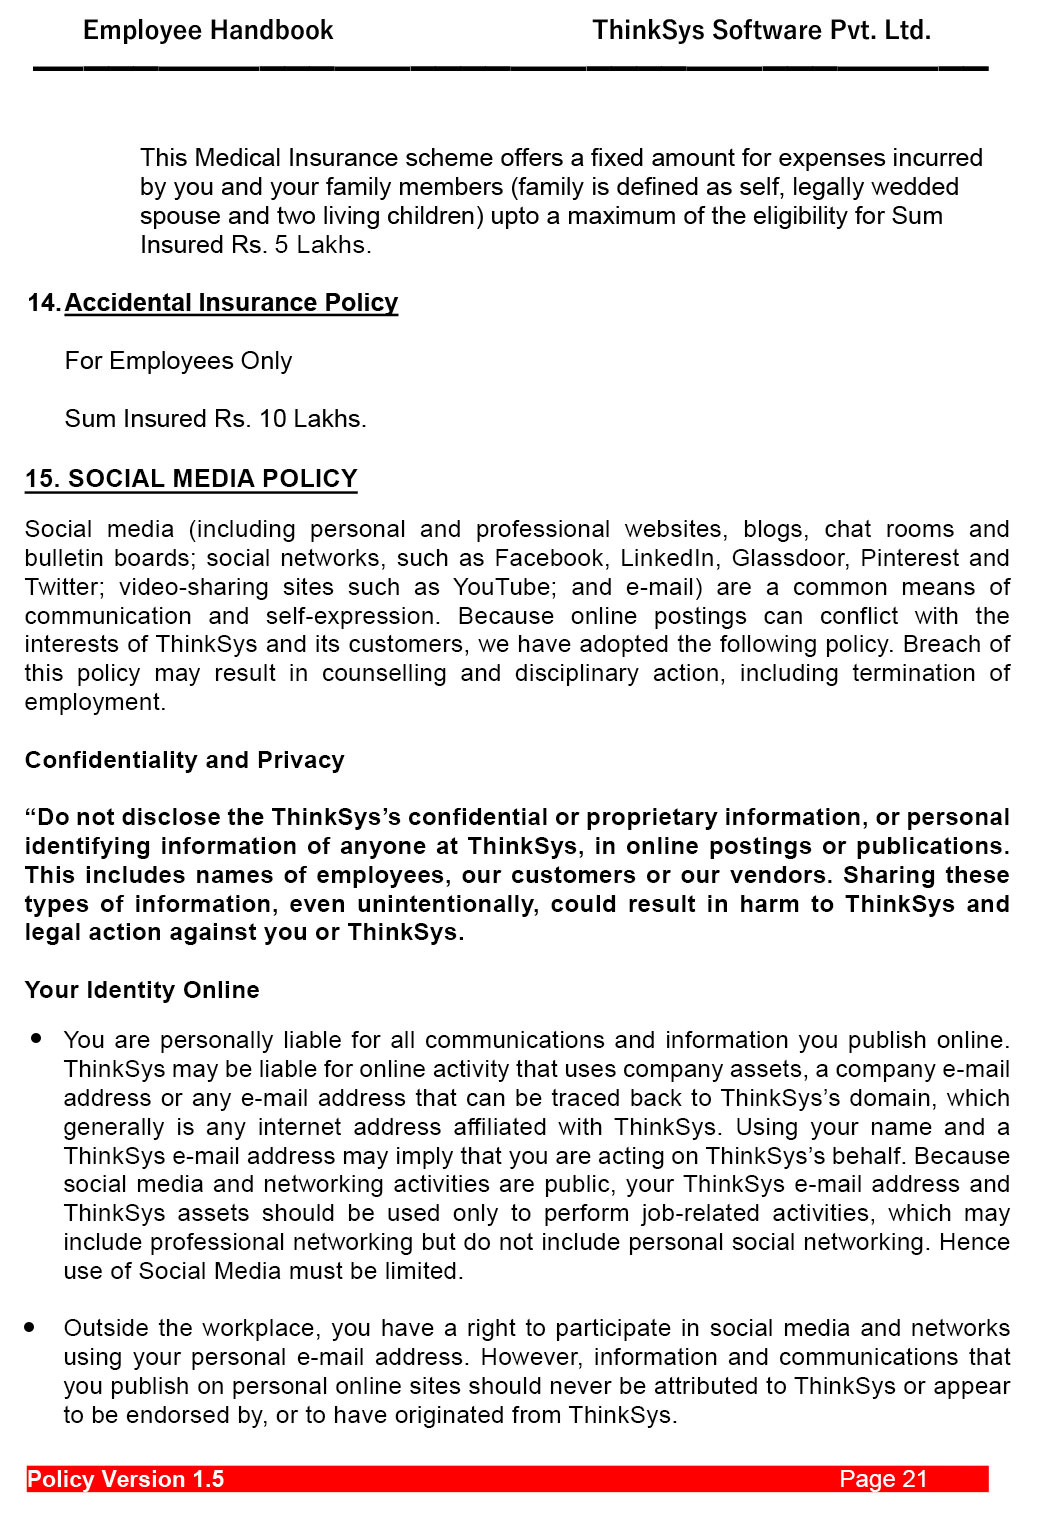 Employee Handbook ThinkSys Software Pvt. Ltd.
This Medical Insurance scheme offers a fixed amount for expenses incurred
by you and your family members (family is defined as self, legally wedded
spouse and two living children) upto a maximum of the eligibility for Sum
Insured Rs. 5 Lakhs.
14. Accidental Insurance Policy
For Employees Only
Sum Insured Rs. 10 Lakhs.
15. SOCIAL MEDIA POLICY
Social media (including personal and professional websites, blogs, chat rooms and
bulletin boards; social networks, such as Facebook, LinkedIn, Glassdoor, Pinterest and
Twitter; video-sharing sites such as YouTube; and e-mail) are a common means of
communication and self-expression. Because online postings can conflict with the
interests of ThinkSys and its customers, we have adopted the following policy. Breach of
this policy may result in counselling and disciplinary action, including termination of
employment.
Confidentiality and Privacy
“Do not disclose the ThinkSys’s confidential or proprietary information, or personal
identifying information of anyone at ThinkSys, in online postings or publications.
This includes names of employees, our customers or our vendors. Sharing these
types of information, even unintentionally, could result in harm to ThinkSys and
legal action against you or ThinkSys.
Your Identity Online
● You are personally liable for all communications and information you publish online.
ThinkSys may be liable for online activity that uses company assets, a company e-mail
address or any e-mail address that can be traced back to ThinkSys’s domain, which
generally is any internet address affiliated with ThinkSys. Using your name and a
ThinkSys e-mail address may imply that you are acting on ThinkSys’s behalf. Because
social media and networking activities are public, your ThinkSys e-mail address and
ThinkSys assets should be used only to perform job-related activities, which may
include professional networking but do not include personal social networking. Hence
use of Social Media must be limited.
● Outside the workplace, you have a right to participate in social media and networks
using your personal e-mail address. However, information and communications that
you publish on personal online sites should never be attributed to ThinkSys or appear
to be endorsed by, or to have originated from ThinkSys.
Policy Version 1.5 Page 21